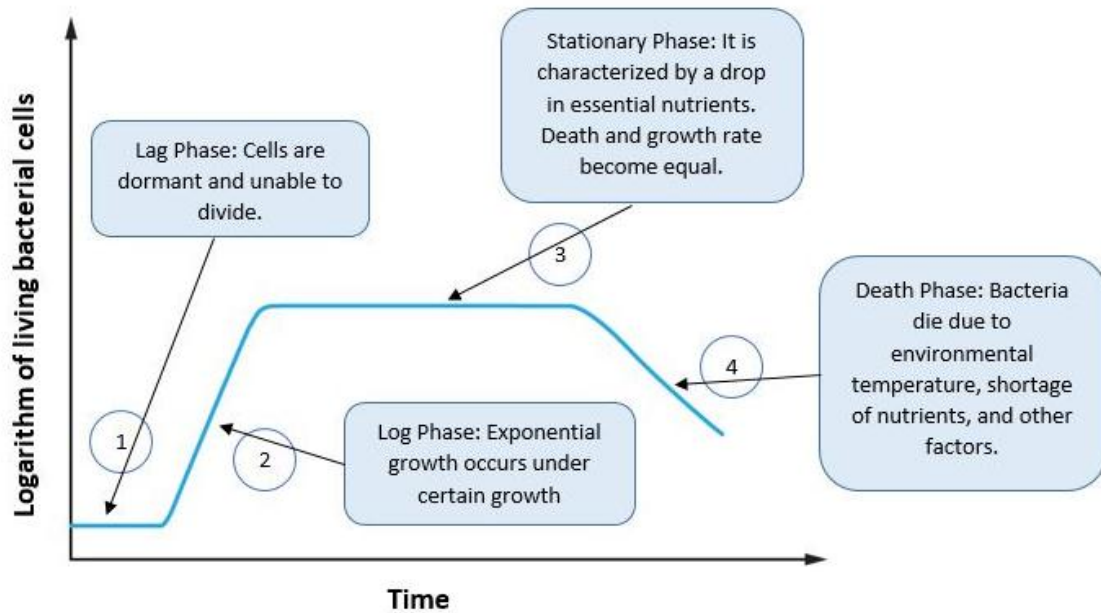 Logarithm of living bacterial cells
Lag Phase: Cells are
dormant and unable to
divide.
1
Log Phase: Exponential
growth occurs under
certain growth
2
Stationary Phase: It is
characterized by a drop
in essential nutrients.
Death and growth rate
become equal.
3
Death Phase: Bacteria
die due to
environmental
temperature, shortage
of nutrients, and other
factors.
4
Time